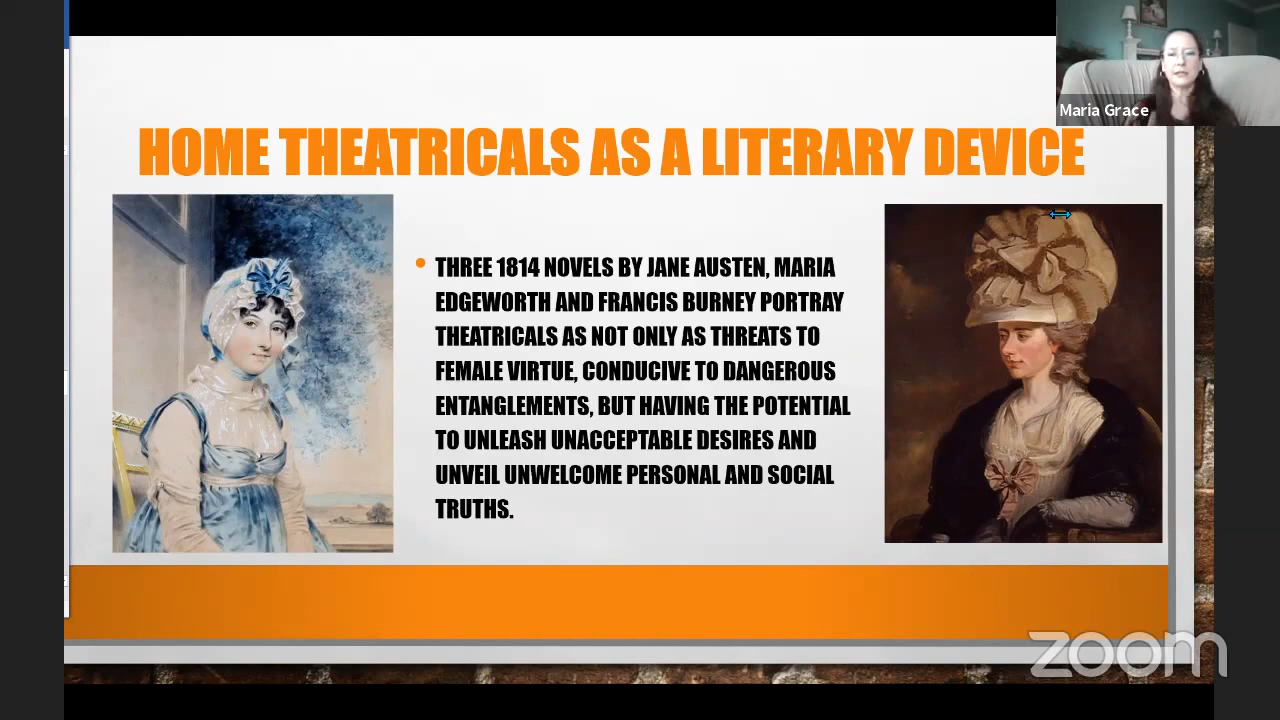 Maria Grace
HOME THEATRICALS AS A LITERARY DEVICE
THREE 1814 NOVELS BY JANE AUSTEN, MARIA
EDGEWORTH AND FRANCIS BURNEY PORTRAY
THEATRICALS AS NOT ONLY AS THREATS TO
FEMALE VIRTUE, CONDUCIVE TO DANGEROUS
ENTANGLEMENTS, BUT HAVING THE POTENTIAL
TO UNLEASH UNACCEPTABLE DESIRES AND
UNVEIL UNWELCOME PERSONAL AND SOCIAL
TRUTHS.
zoom